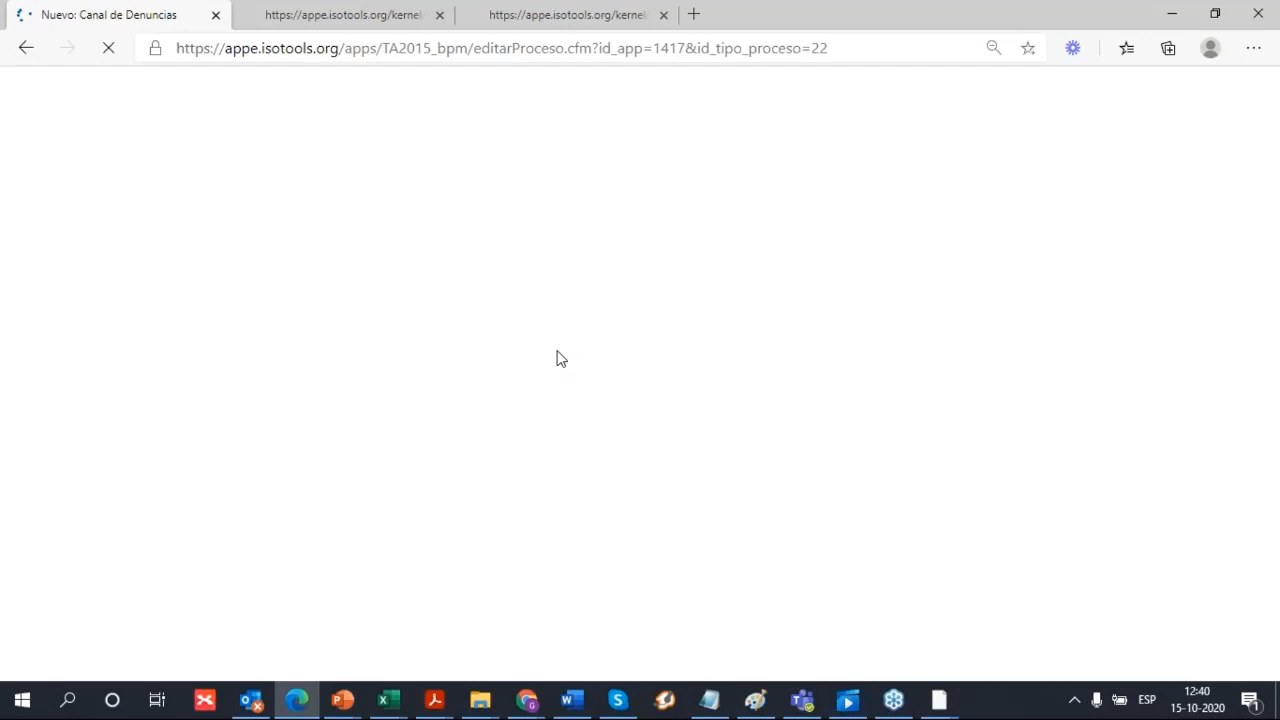 Nuevo: Canal de Denuncias
https://appe.isotools.org/kernel/
https://appe.isotools.org/kernel
https://appe.isotools.org/apps/TA2015_bpm/editarProceso.cfm?id_app=1417&id_tipo_proceso=22
ESP
12:40
15-10-2020
1